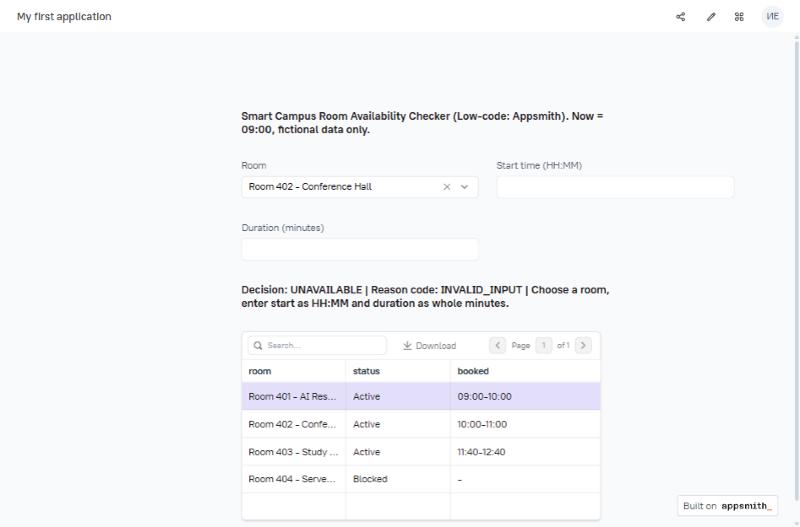 My first application
ИE
Smart Campus Room Availability Checker (Low-code: Appsmith). Now =
09:00, fictional data only.
Room
Start time (HH:MM)
Room 402 - Conference Hall
Duration (minutes)
Decision: UNAVAILABLE | Reason code: INVALID_INPUT | Choose a room,
enter start as HH:MM and duration as whole minutes.
Search...
Download
Page 1 of 1
room status booked
Room 401 - AI Res... Active 09:00-10:00
Room 402 - Confe... Active 10:00-11:00
Room 403 - Study ... Active 11:40-12:40
Room 404 - Serve... Blocked -
Built on appsmith_